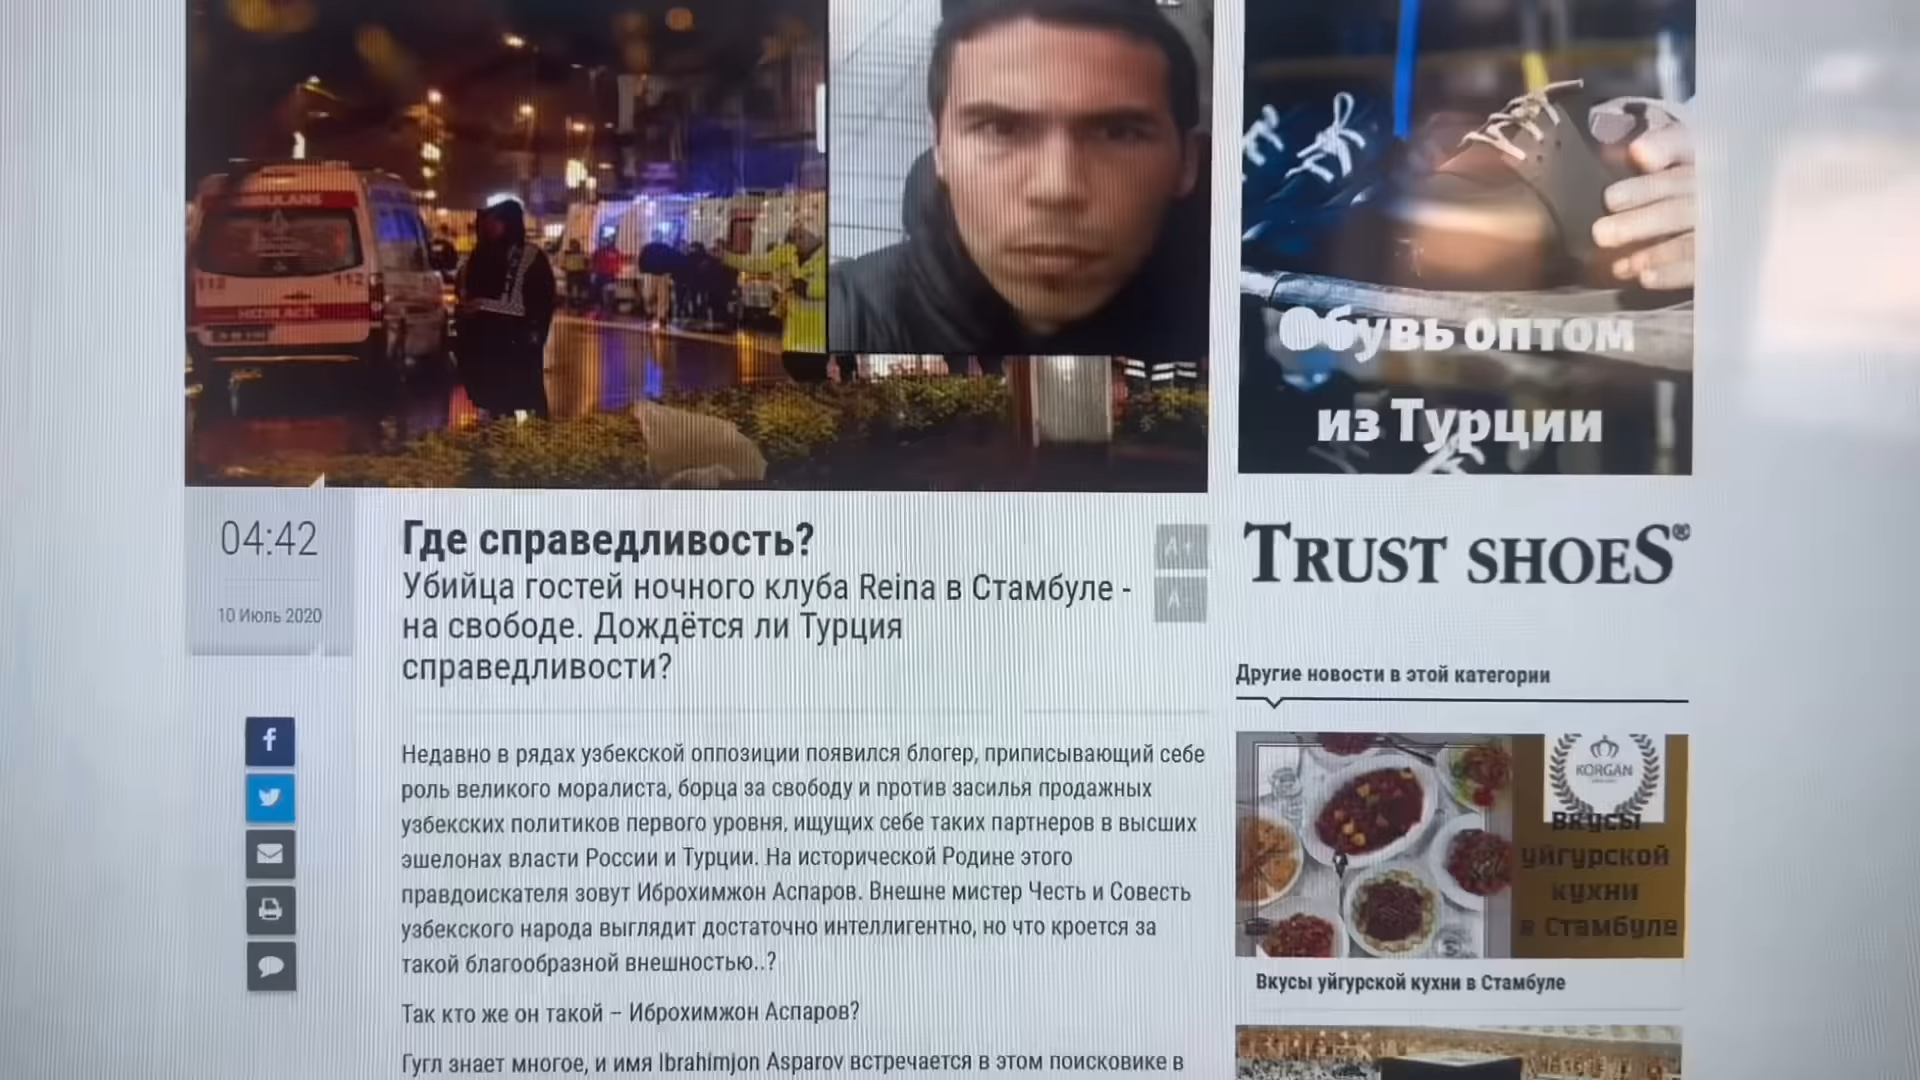 AMBULANS
112
112
Обувь оптом
из Турции
04:42
10 Июль 2020
Где справедливость?
Убийца гостей ночного клуба Reina в Стамбуле -
на свободе. Дождётся ли Турция
справедливости?
A+
A-
TRUST SHOES®
Другие новости в этой категории
Недавно в рядах узбекской оппозиции появился блогер, приписывающий себе
роль великого моралиста, борца за свободу и против засилья продажных
узбекских политиков первого уровня, ищущих себе таких партнеров в высших
эшелонах власти России и Турции. На исторической Родине этого
правдоискателя зовут Иброхимжон Аспаров. Внешне мистер Честь и Совесть
узбекского народа выглядит достаточно интеллигентно, но что кроется за
такой благообразной внешностью..?
Так кто же он такой – Иброхимжон Аспаров?
Гугл знает многое, и имя Ibrahimjon Asparov встречается в этом поисковике в
KORGAN
Вкусы
уйгурской
кухни
в Стамбуле
Вкусы уйгурской кухни в Стамбуле